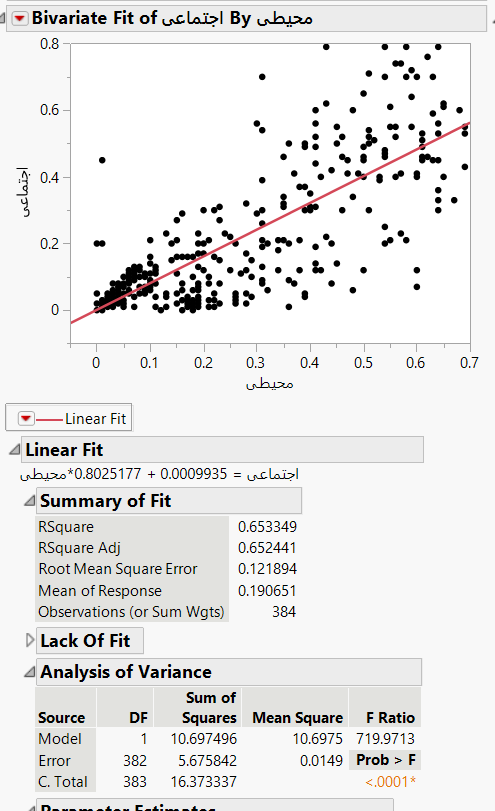 Bivariate Fit of اجتماعی By محیطی
0.8
0.6
0.4
0.2
0
اجتماعی
0 0.1 0.2 0.3 0.4 0.5 0.6 0.7
محیطی
Linear Fit
Linear Fit
اجتماعی = 0.0009935 + 0.8025177*محیطی
Summary of Fit
RSquare 0.653349
RSquare Adj 0.652441
Root Mean Square Error 0.121894
Mean of Response 0.190651
Observations (or Sum Wgts) 384
Lack Of Fit
Analysis of Variance
Sum of
Source DF Squares Mean Square F Ratio
Model 1 10.697496 10.6975 719.9713
Error 382 5.675842 0.0149 Prob > F
C. Total 383 16.373337 <.0001*
Parameter Estimates